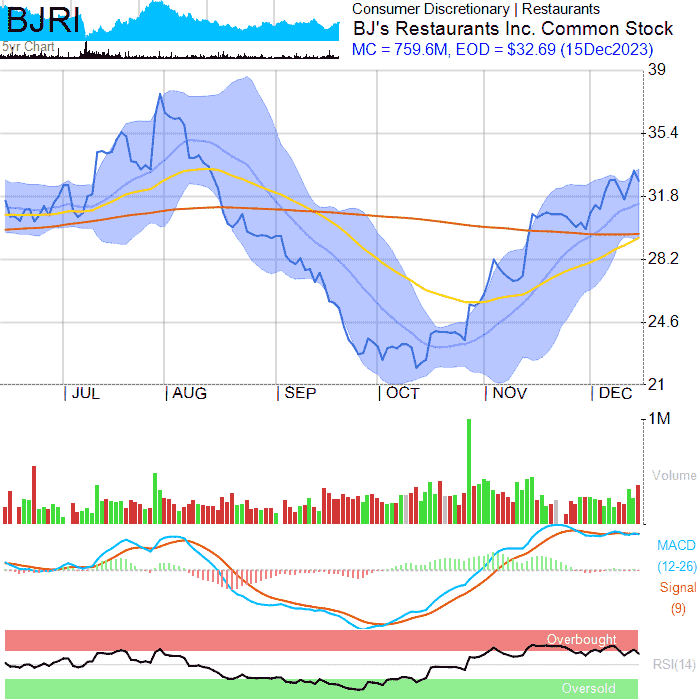 BJRI
5yr Chart
Consumer Discretionary | Restaurants
BJ's Restaurants Inc. Common Stock
MC = 759.6M, EOD = $32.69 (15Dec2023)
39
35.4
31.8
28.2
24.6
21
| JUL | AUG | SEP | OCT | NOV | DEC
1M
Volume
MACD
(12-26)
Signal
(9)
Overbought
RSI(14)
Oversold